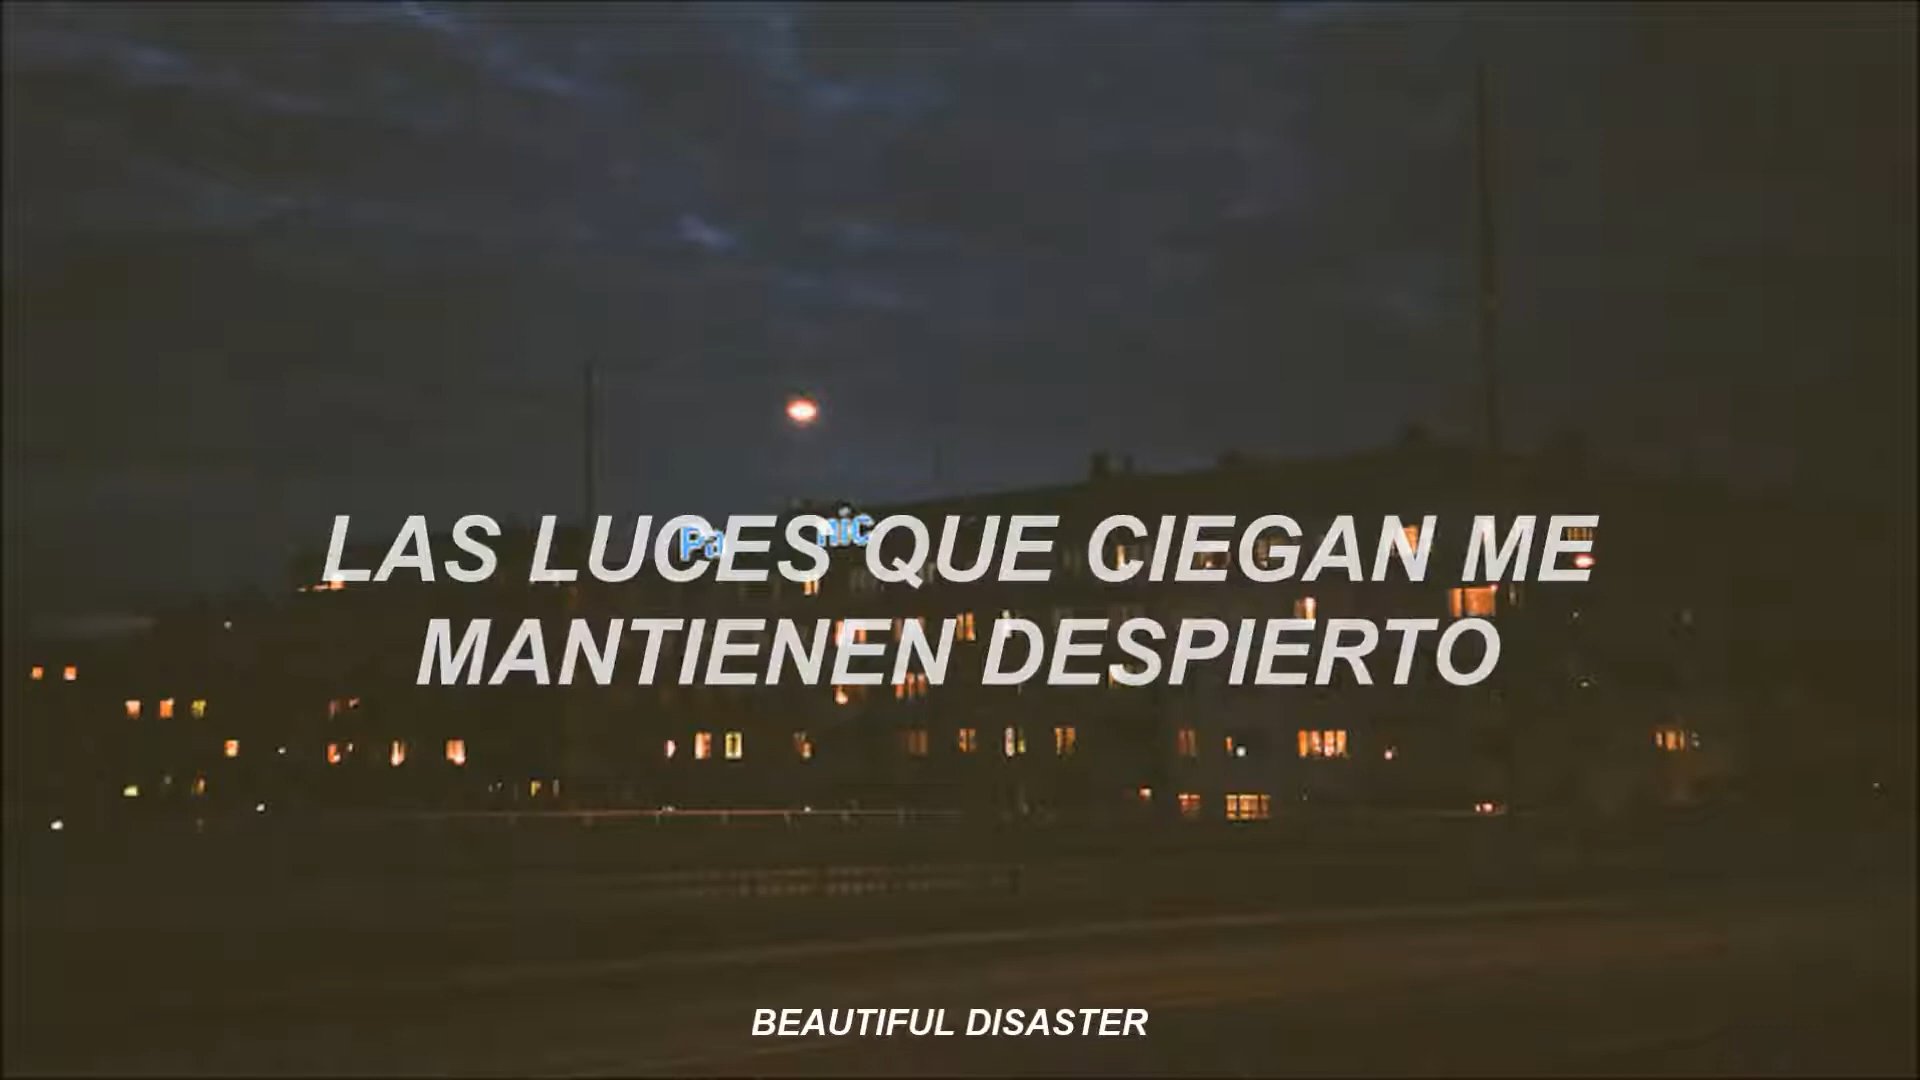 LAS LUCES QUE CIEGAN ME
MANTIENEN DESPIERTO
BEAUTIFUL DISASTER